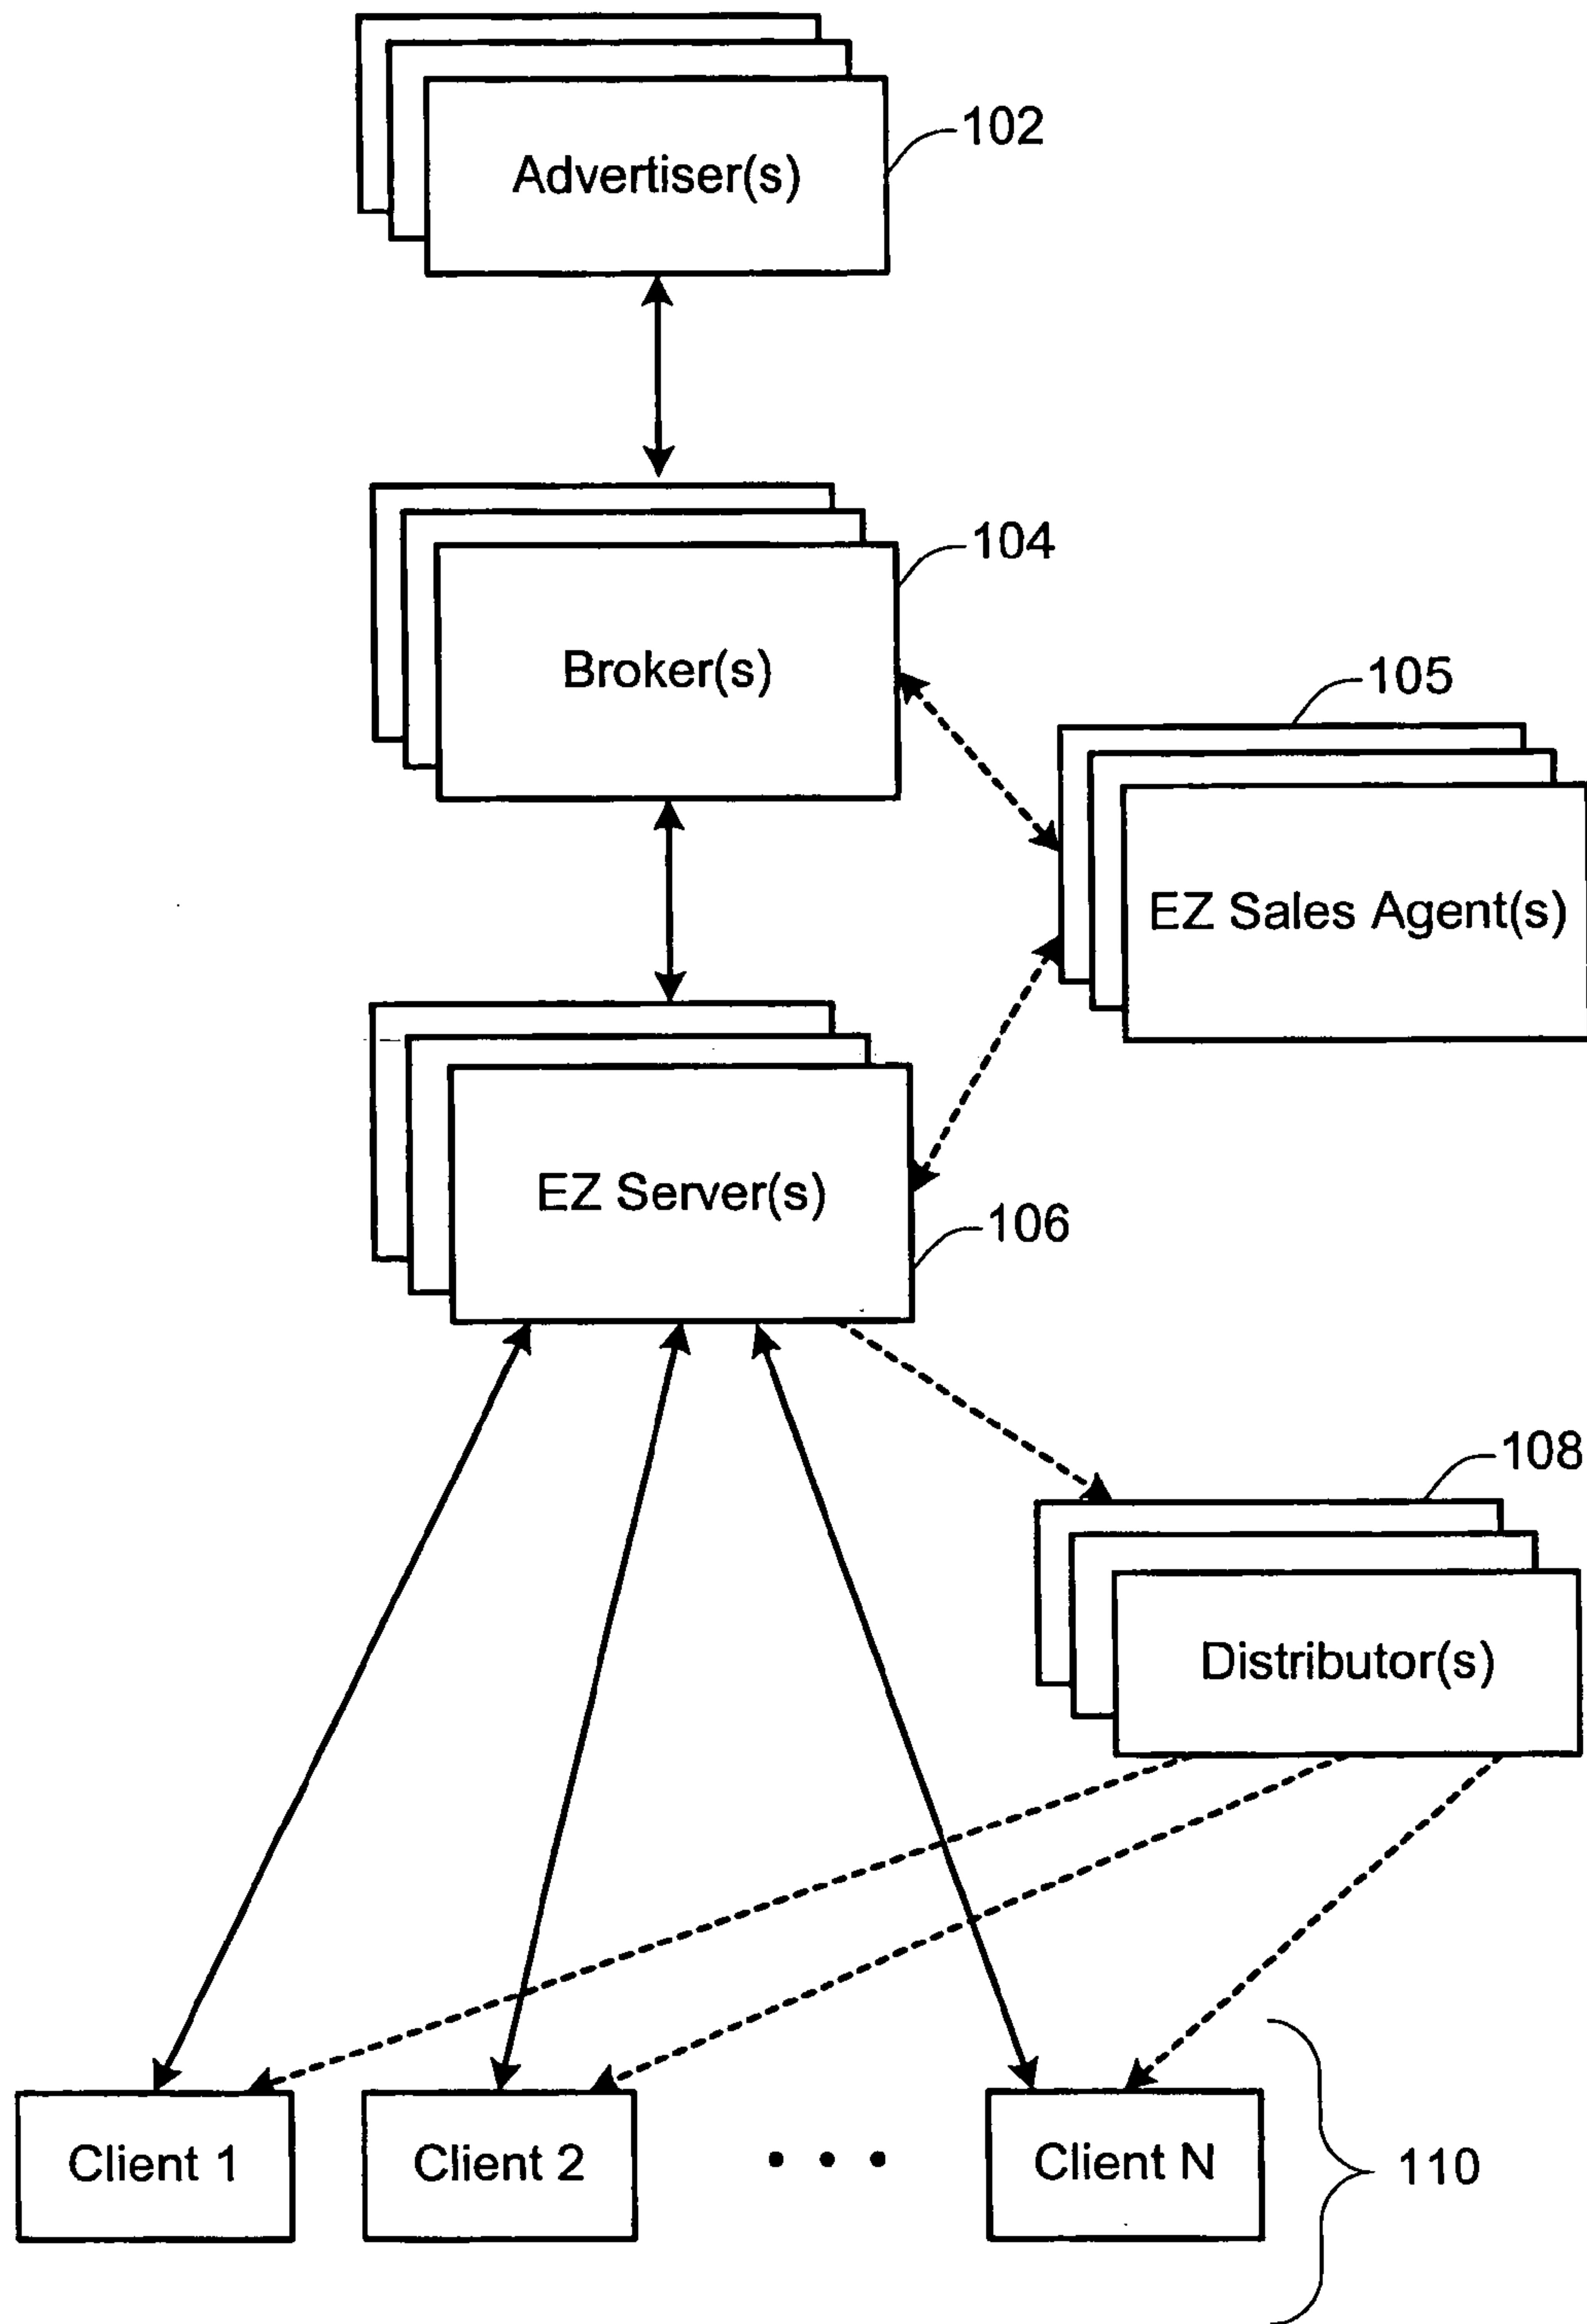 102
Advertiser(s)
104
Broker(s)
105
EZ Sales Agent(s)
EZ Server(s)
106
108
Distributor(s)
Client 1
Client 2
• • •
Client N
110